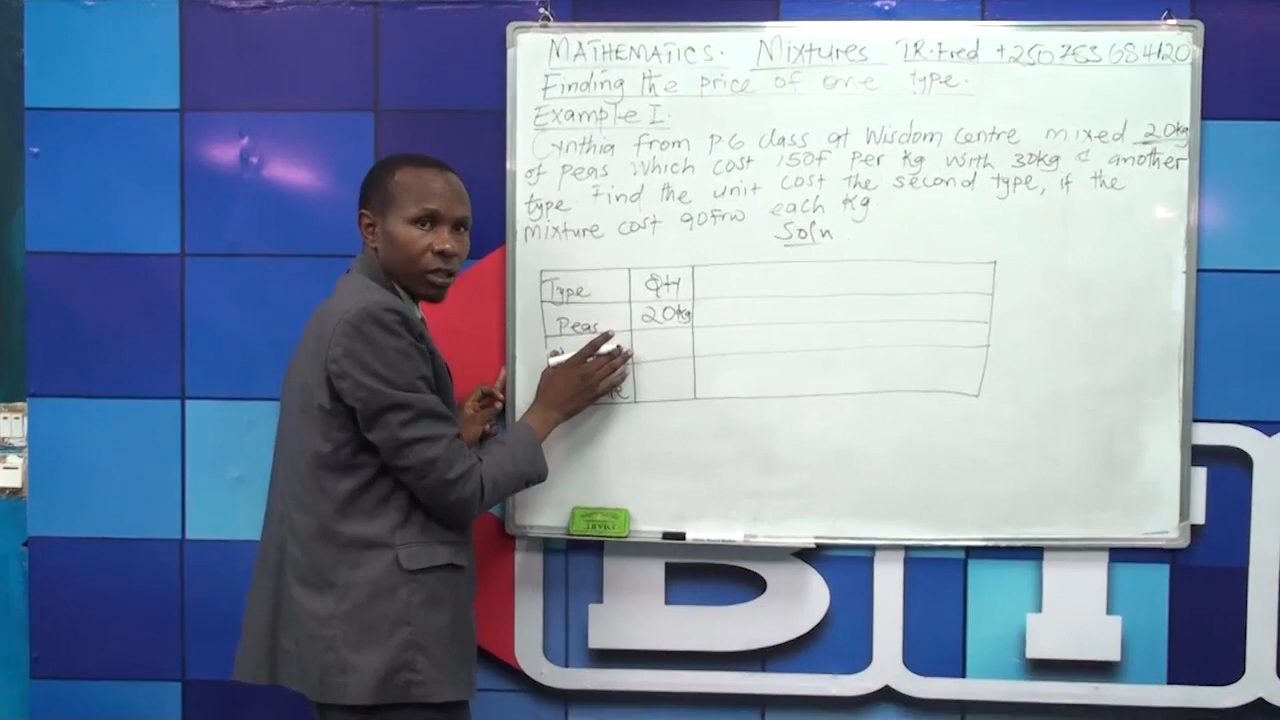 MATHEMATICS. Mixtures TR.Fred +250 753 684120
Finding the price of one type.
Example I.
Cynthia from P6 class at Wisdom Centre mixed 20kg
of peas which cost 150F Per kg with 30kg of another
type. Find the unit cost the second type, if the
mixture cost 90Frw each kg
Soln
Type Qty
Peas 20kg
SMART